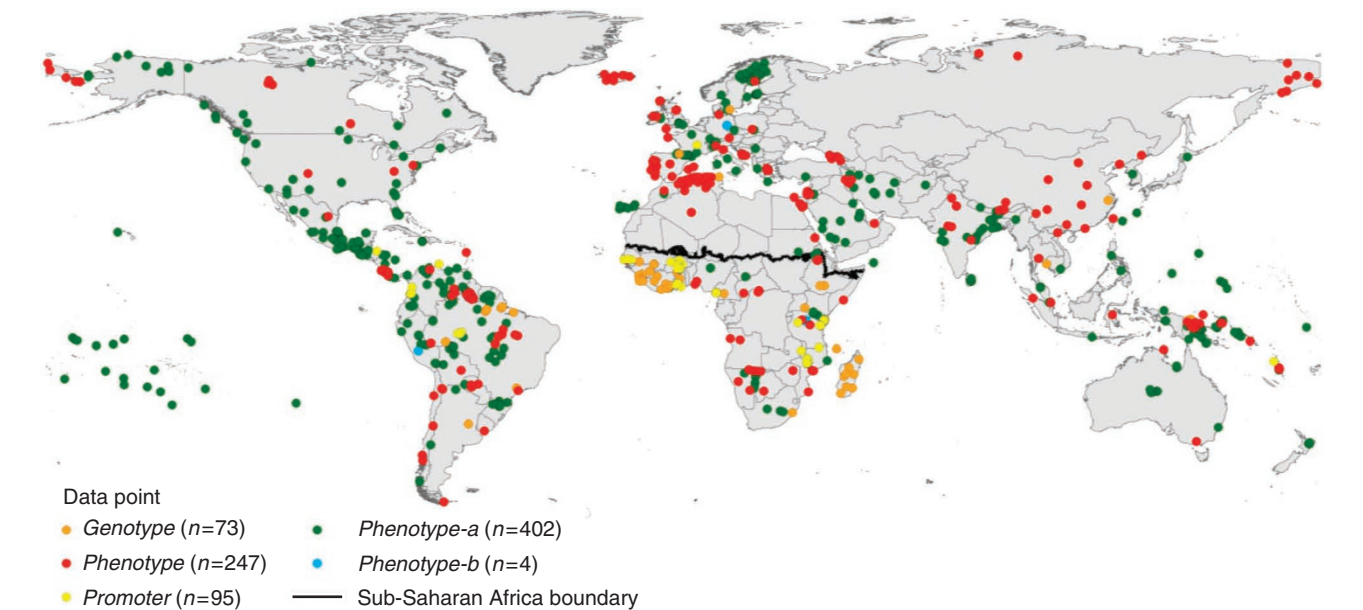 Data point
Genotype (n=73)
Phenotype (n=247)
Promoter (n=95)
Phenotype-a (n=402)
Phenotype-b (n=4)
Sub-Saharan Africa boundary